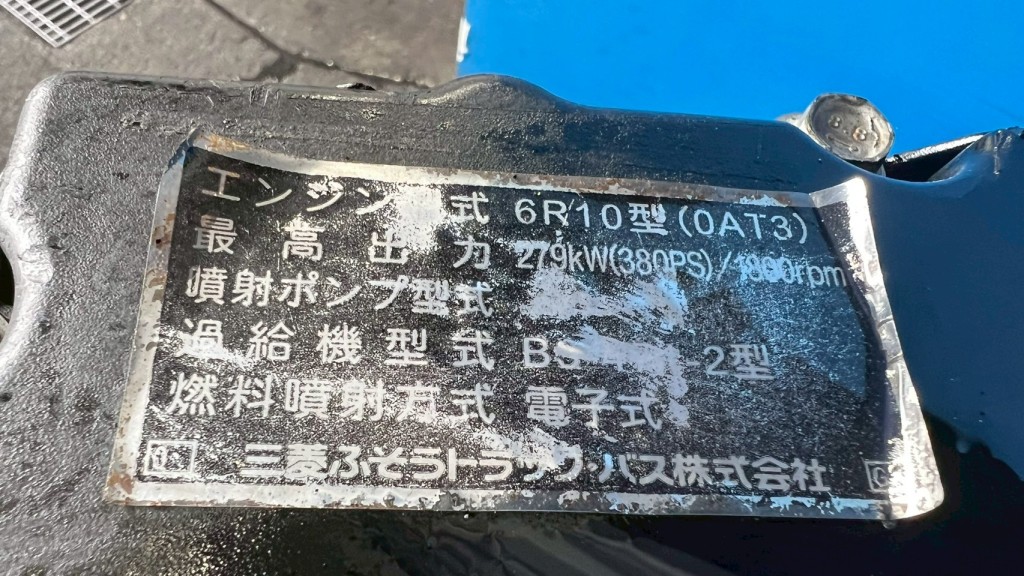 エンジン 式 6R10型(0AT3)
最高出力 279kW(380PS)/1800rpm
噴射ポンプ型式
過給機型式 -2型
燃料噴射方式 電子式
三菱ふそうトラック・バス株式会社